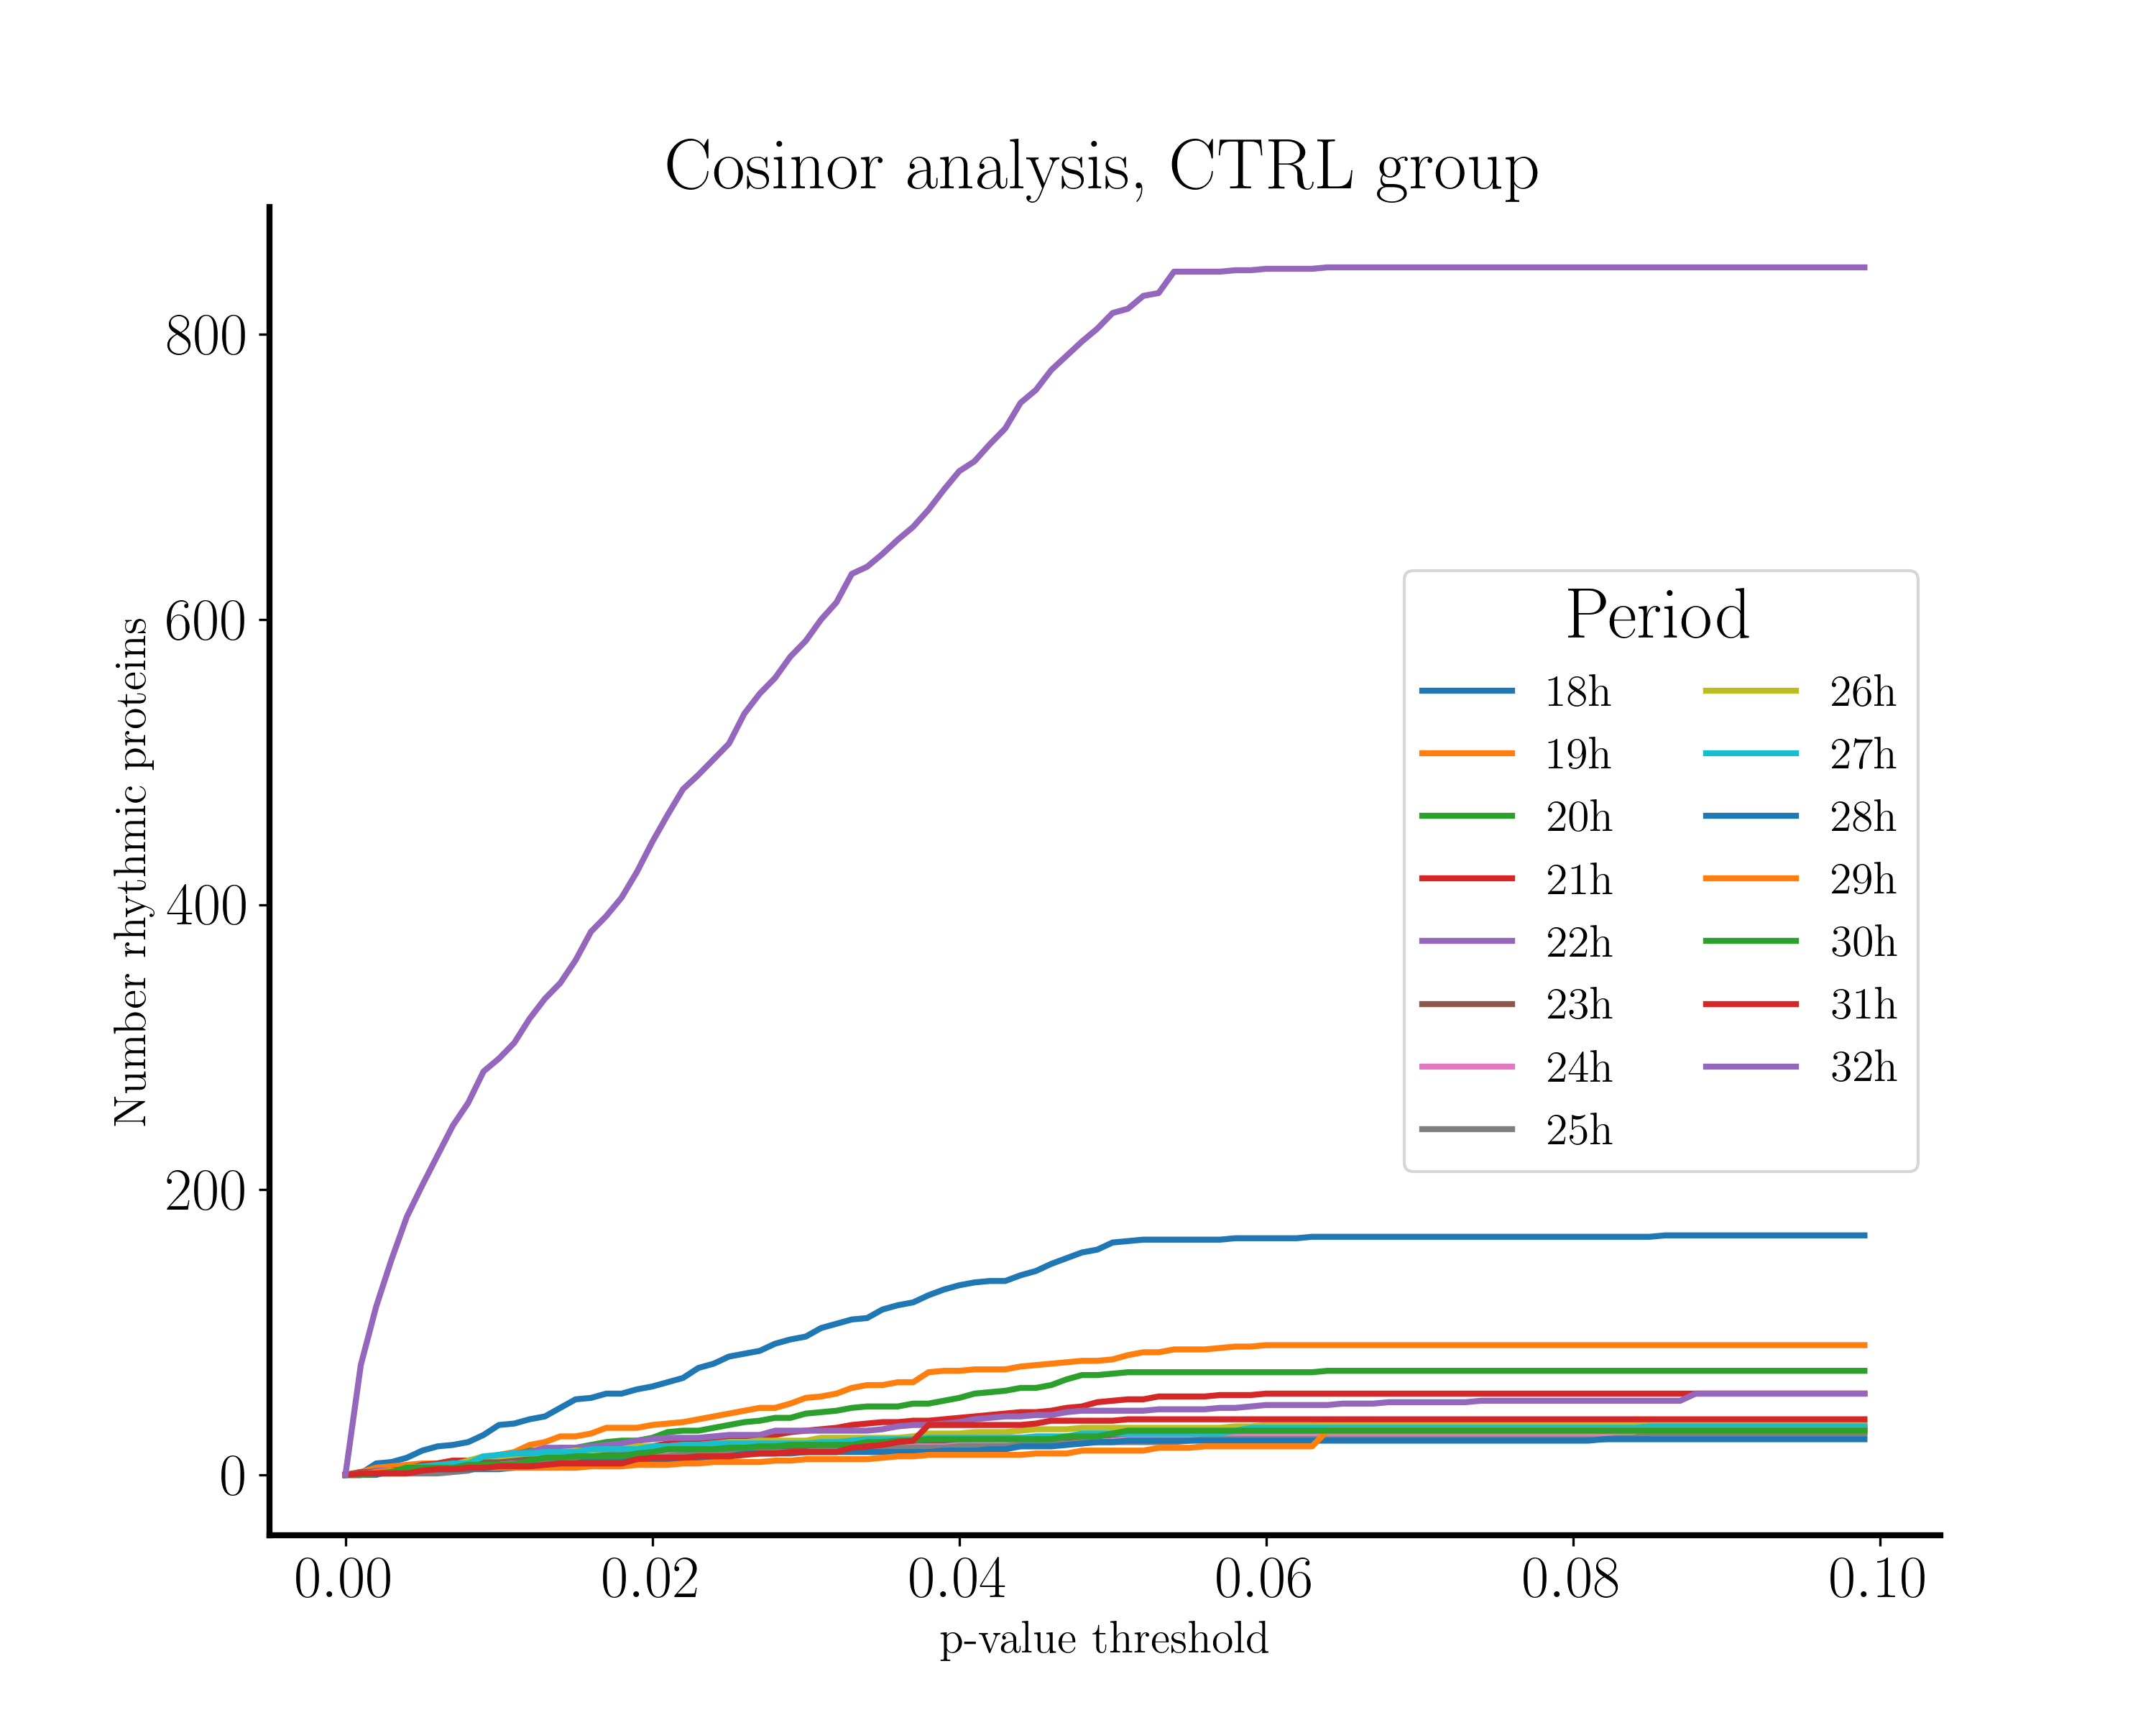 Cosinor analysis, CTRL group
Number rhythmic proteins
800
600
400
200
0
0.00 0.02 0.04 0.06 0.08 0.10
p-value threshold
Period
18h 26h
19h 27h
20h 28h
21h 29h
22h 30h
23h 31h
24h 32h
25h